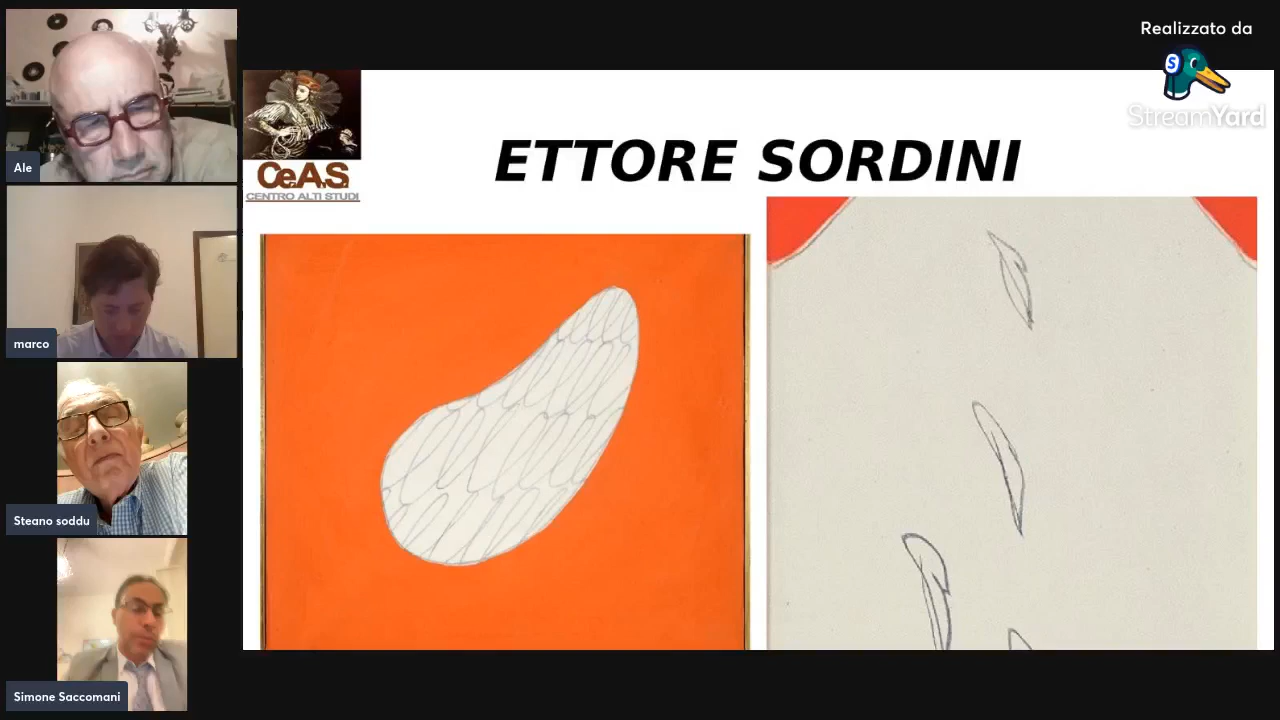 Realizzato da
StreamYard
S
CeAS
CENTRO ALTI STUDI
ETTORE SORDINI
Ale
marco
Steano soddu
Simone Saccomani